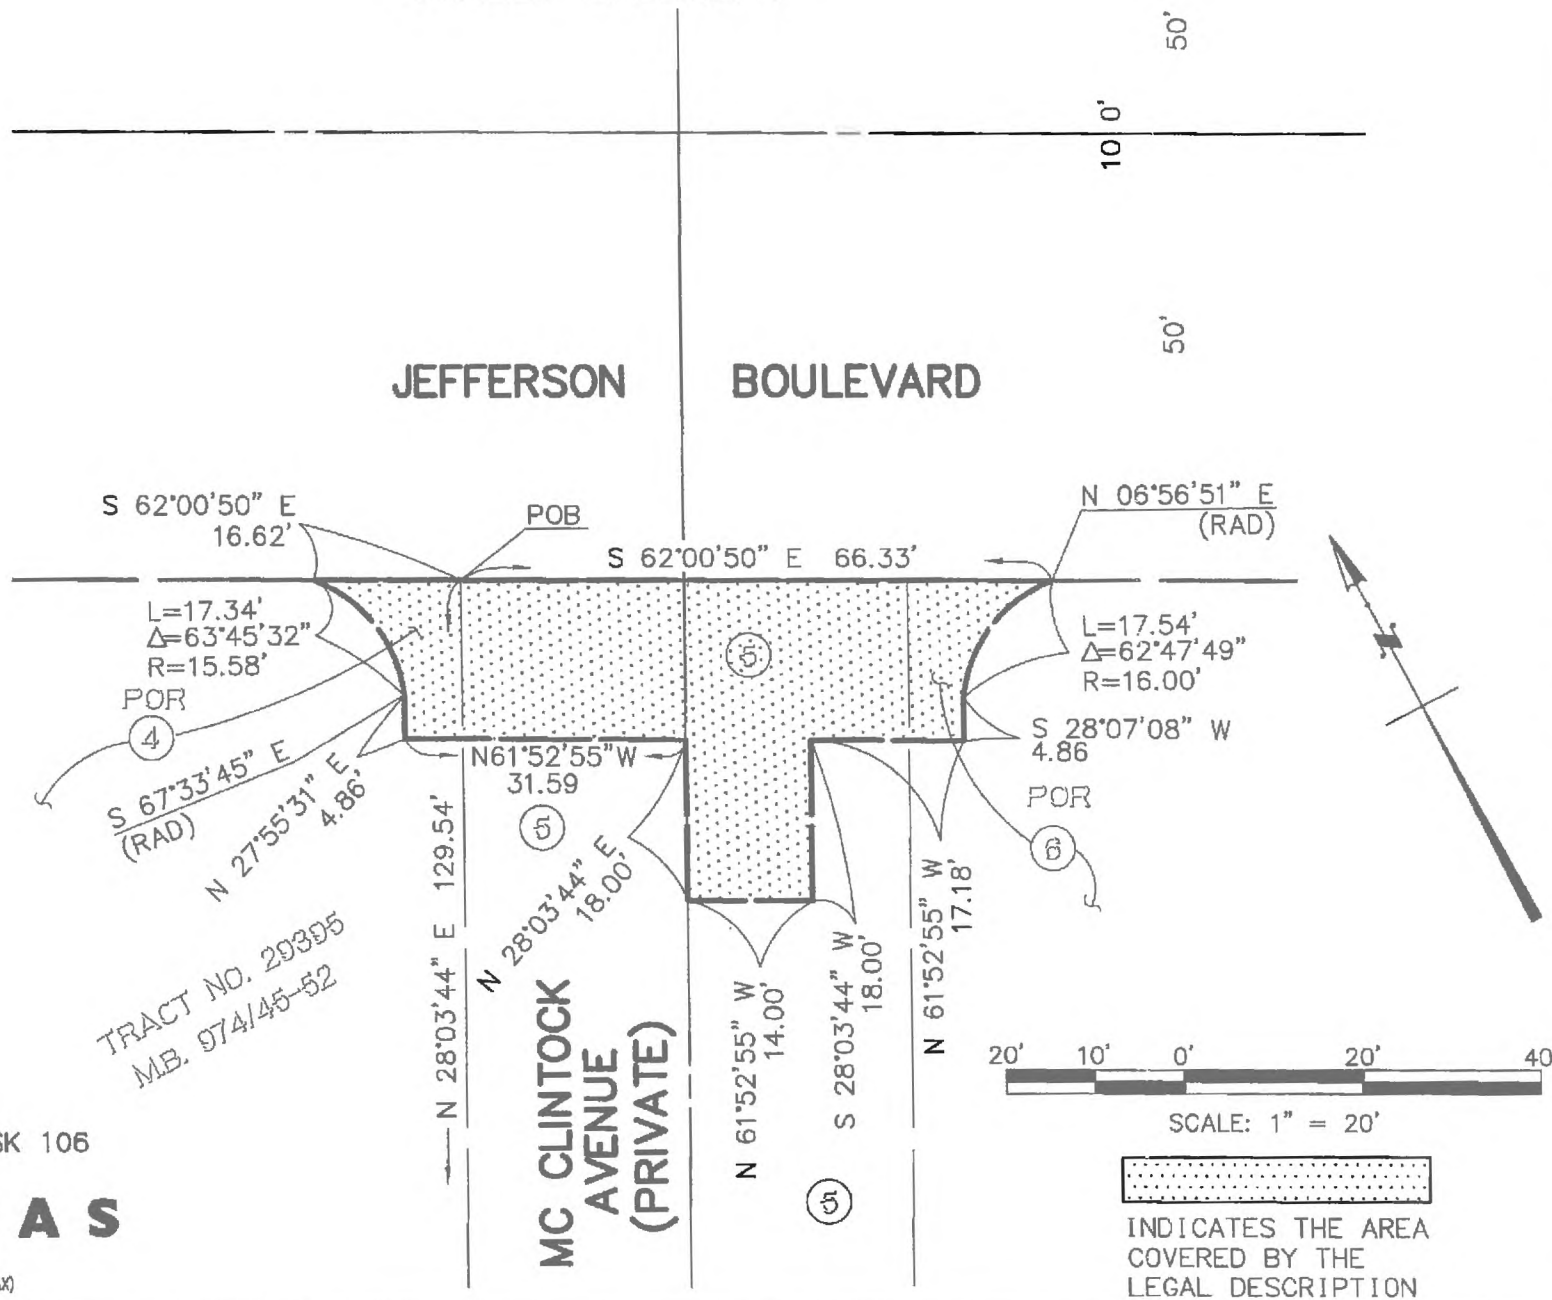 50'
10 0'
50'
JEFFERSON BOULEVARD
S 62°00'50" E
16.62'
POB
S 62°00'50" E 66.33'
N 06°56'51" E
(RAD)
L=17.34'
Δ=63°45'32"
R=15.58'
POR
4
5
L=17.54'
Δ=62°47'49"
R=16.00'
S 28°07'08" W
4.86
POR
6
S 67°33'45" E
(RAD)
N 27°55'31" E
4.86'
N61°52'55"W
31.59
5
N 28°03'44" E 129.54'
N 28°03'44" E
18.00'
N 61°52'55" W
14.00'
S 28°03'44" W
18.00'
N 61°52'55" W
17.18'
TRACT NO. 29395
M.B. 974/45-52
MC CLINTOCK
AVENUE
(PRIVATE)
5
N
20' 10' 0' 20' 40
SCALE: 1" = 20'
INDICATES THE AREA
COVERED BY THE
LEGAL DESCRIPTION
SK 106
A S